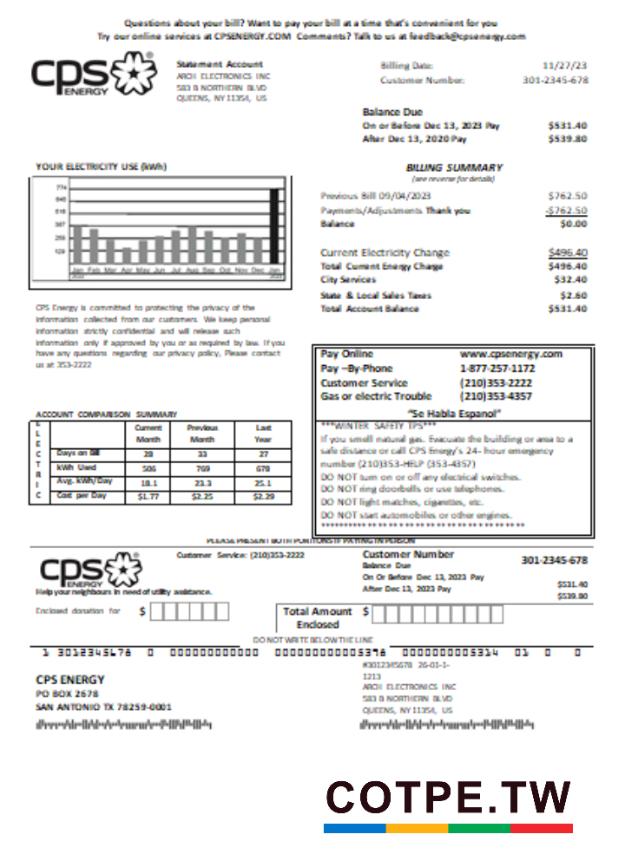 Questions about your bill? Want to pay your bill at a time that's convenient for you
Try our online services at CPSENERGY.COM Comments? Talk to us at feedback@cpsenergy.com
cps ENERGY
Statement Account
ARCII ELECTRONICS INC
583 B NORTHERN BLVD
QUEENS, NY 11354, US
Billing Date: 11/27/23
Customer Number: 301-2345-678
Balance Due
On or Before Dec 13, 2023 Pay $531.40
After Dec 13, 2020 Pay $539.80
YOUR ELECTRICITY USE (kWh)
774
646
516
387
259
129
Jan Feb Mar Apr May Jun Jul Aug Sep Oct Nov Dec Jan
BILLING SUMMARY
(see reverse for details)
Previous Bill 09/04/2023 $762.50
Payments/Adjustments Thank you -$762.50
Balance $0.00
Current Electricity Change $496.40
Total Current Energy Charge $496.40
City Services $32.40
State & Local Sales Taxes $2.60
Total Account Balance $531.40
CPS Energy is committed to protecting the privacy of the
information collected from our customers. We keep personal
information strictly confidential and will release such
information only if approved by you or as required by law. If you
have any questions regarding our privacy policy, Please contact
us at 353-2222
Pay Online www.cpsenergy.com
Pay –By-Phone 1-877-257-1172
Customer Service (210)353-2222
Gas or electric Trouble (210)353-4357
"Se Habla Espanol"
***WINTER SAFETY TPS***
If you smell natural gas. Evacuate the building or area to a
safe distance or call CPS Energy's 24- hour emergency
number (210)353-HELP (353-4357)
DO NOT turn on or off any electrical switches.
DO NOT ring doorbells or use telephones.
DO NOT light matches, cigarettes, etc.
DO NOT start automobiles or other engines.
ACCOUNT COMPARISON SUMMARY
ELECTRIC
Current Month Previous Month Last Year
Days on Bill 28 33 27
kWh Used 506 769 678
Avg. kWh/Day 18.1 23.3 25.1
Cost per Day $1.77 $2.25 $2.29
PLEASE PRESENT BOTH PORTIONS IF PAYING IN PERSON
cps ENERGY
Customer Service: (210)353-2222
Help your neighbours in need of utility assistance.
Customer Number 301-2345-678
Balance Due
On Or Before Dec 13, 2023 Pay $531.40
After Dec 13, 2020 Pay $539.80
Enclosed donation for $
Total Amount Enclosed $
DO NOT WRITE BELOW THE LINE
1 3012345678 0 000000000000 0000000000005398 00000000005314 01 0 0
CPS ENERGY
PO BOX 2678
SAN ANTONIO TX 78259-0001
#3012345678 26-01-1-
1213
ARCII ELECTRONICS INC
583 B NORTHERN BLVD
QUEENS, NY 11354, US
COTPE.TW